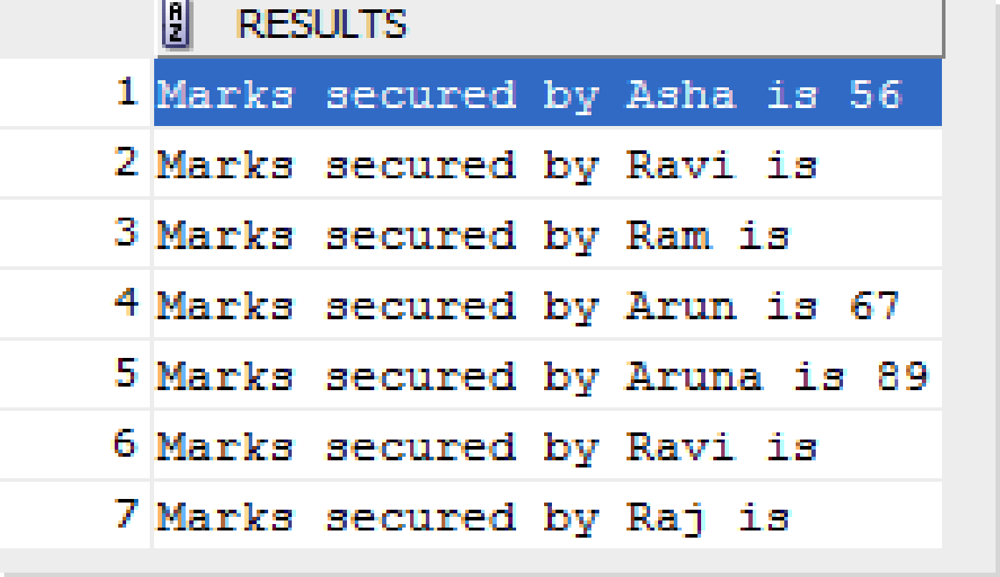 RESULTS
1 Marks secured by Asha is 56
2 Marks secured by Ravi is
3 Marks secured by Ram is
4 Marks secured by Arun is 67
5 Marks secured by Aruna is 89
6 Marks secured by Ravi is
7 Marks secured by Raj is